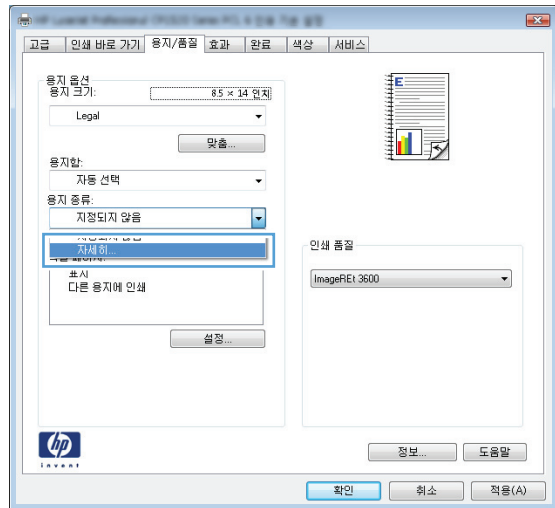 고급 인쇄 바로 가기 용지/품질 효과 완료 색상 서비스
용지 옵션
용지 크기:
8.5 × 14 인치
Legal
맞춤...
용지함:
자동 선택
용지 종류:
지정되지 않음
자세히...
표지
다른 용지에 인쇄
설정...
E
인쇄 품질
ImageREt 3600
hp
invent
정보... 도움말
확인 취소 적용(A)